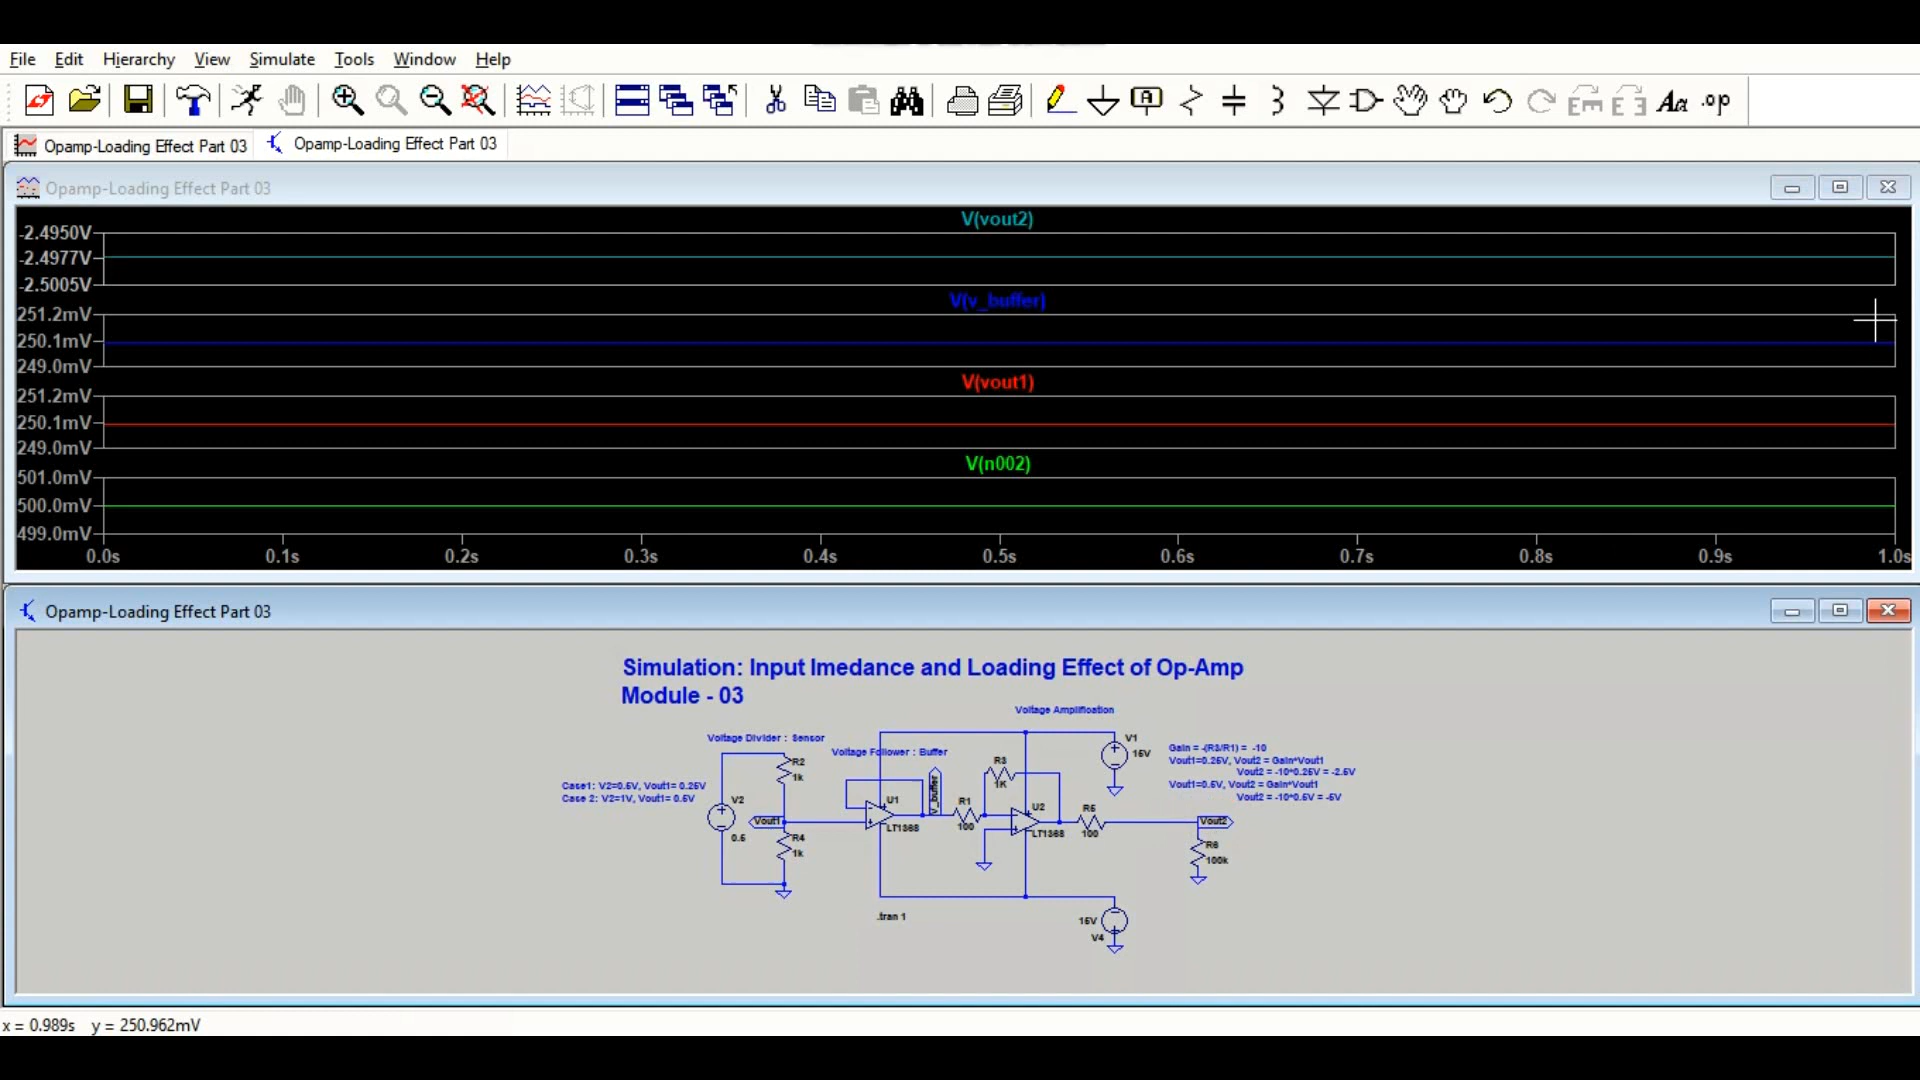 File Edit Hierarchy View Simulate Tools Window Help
A Aa .op
Opamp-Loading Effect Part 03 Opamp-Loading Effect Part 03
Opamp-Loading Effect Part 03
V(vout2)
-2.4950V
-2.4977V
-2.5005V
V(v_buffer)
251.2mV
250.1mV
249.0mV
V(vout1)
251.2mV
250.1mV
249.0mV
V(n002)
501.0mV
500.0mV
499.0mV
0.0s 0.1s 0.2s 0.3s 0.4s 0.5s 0.6s 0.7s 0.8s 0.9s 1.0s
Opamp-Loading Effect Part 03
Simulation: Input Imedance and Loading Effect of Op-Amp
Module - 03
Voltage Amplification
Voltage Divider : Sensor
Voltage Follower : Buffer
V1
15V
Gain = -(R3/R1) = -10
Vout1=0.25V, Vout2 = Gain*Vout1
Vout2 = -10*0.25V = -2.5V
Vout1=0.5V, Vout2 = Gain*Vout1
Vout2 = -10*0.5V = -5V
Case1: V2=0.5V, Vout1= 0.25V
Case 2: V2=1V, Vout1= 0.5V
R2
1k
V2
0.5
Vout1
R4
1k
U1
LT1368
V_buffer
R1
100
R3
1K
U2
LT1368
R5
100
Vout2
R6
100k
.tran 1
15V
V4
x = 0.989s y = 250.962mV